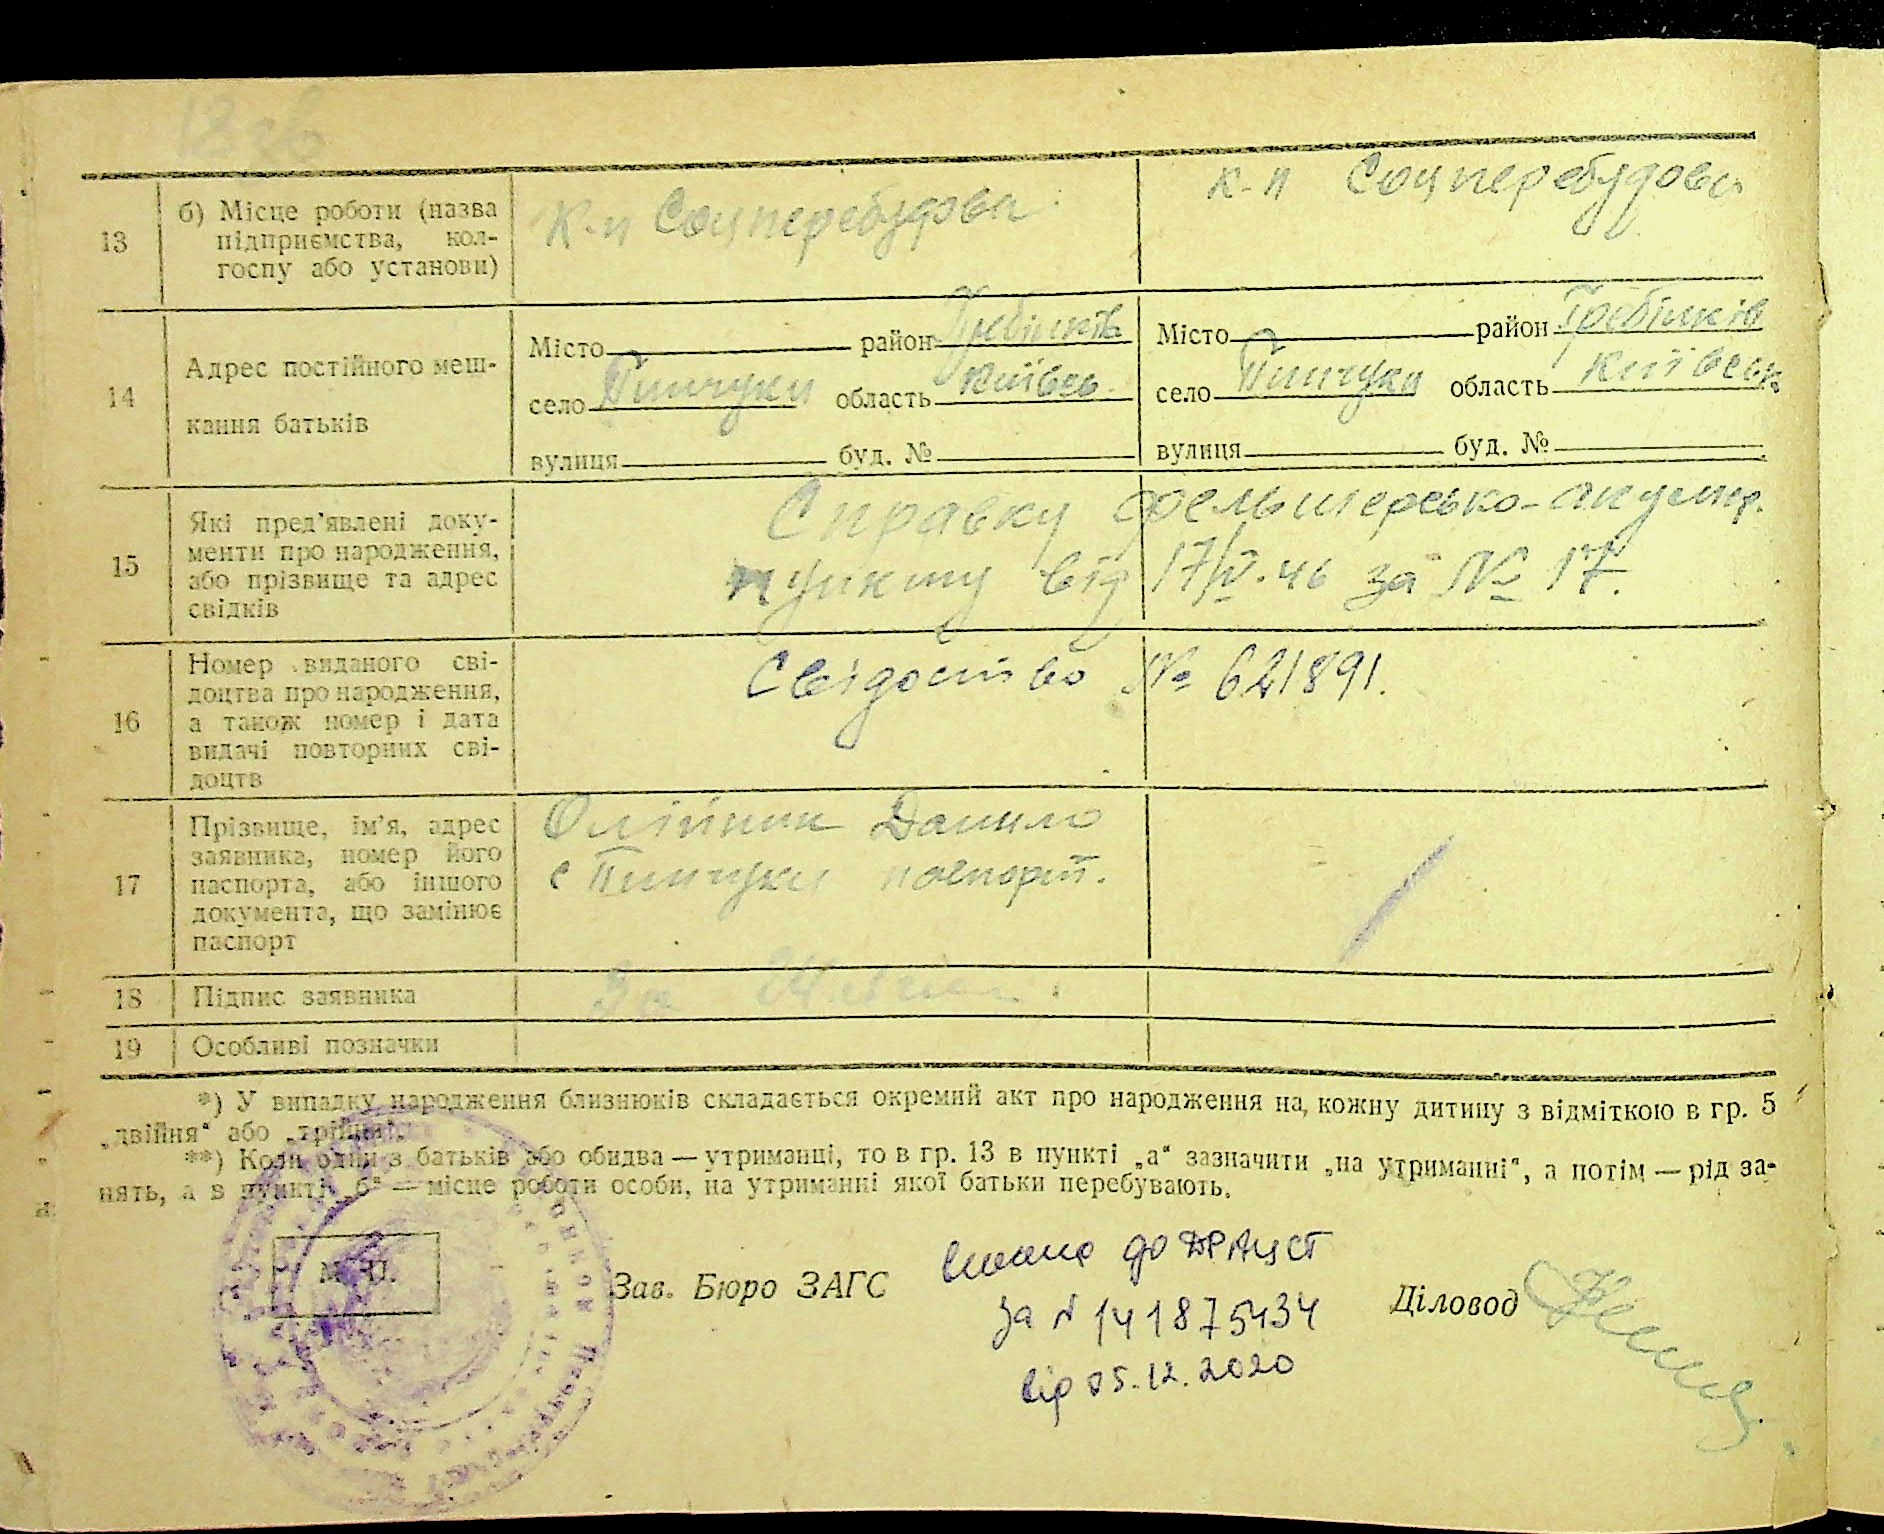 12 зв
13 б) Місце роботи (назва підприємства, кол-госпу або установи)
К-п Соцперебудова
к-п Соцперебудова
14 Адрес постійного меш-
кання батьків
Місто район Гребінків
село Пинчуки область Київсь
вулиця буд. №
Місто район Гребінків
село Пинчуки область Київськ
вулиця буд. №
15 Які пред'явлені доку-
менти про народження,
або прізвище та адрес
свідків
Справку фельшерсько-акушер.
пункту від 17/IV.46 за № 17.
16 Номер виданого сві-
доцтва про народження,
а також номер і дата
видачі повторних сві-
доцтв
Свідоцтво № 621891.
17 Прізвище, ім'я, адрес
заявника, номер його
паспорта, або іншого
документа, що замінює
паспорт
Олійник Данило
с Пинчуки паспорт.
18 Підпис заявника
За
19 Особливі позначки
*) У випадку народження близнюків складається окремий акт про народження на кожну дитину з відміткою в гр. 5
„двійня“ або „трійня“.
**) Коли один з батьків або обидва — утриманці, то в гр. 13 в пункті „а“ зазначити „на утриманні“, а потім — рід за-
нять, а в пункті „б“ — місце роботи особи, на утриманні якої батьки перебувають.
М. П.
Зав. Бюро ЗАГС
Діловод
до ДРАЦСГ
за № 141875434
від 05.12.2020